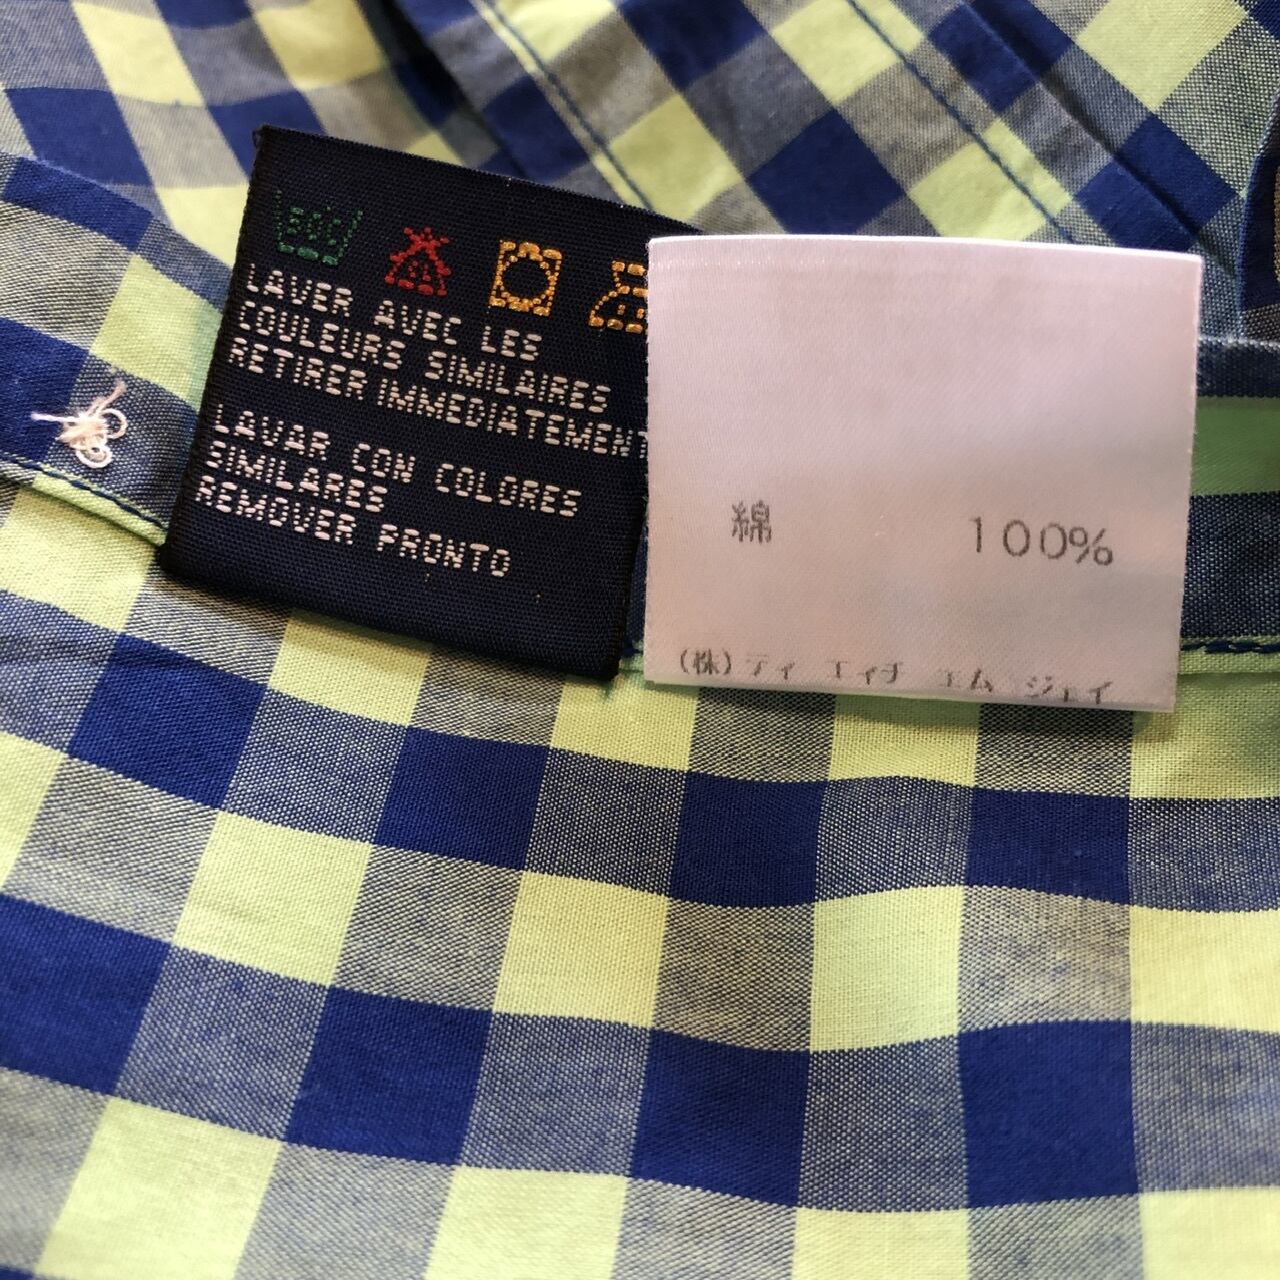 LAVER AVEC LES
COULEURS SIMILAIRES
RETIRER IMMEDIATEMENT
LAVAR CON COLORES
SIMILARES
REMOVER PRONTO
綿 100%
(株)ティ エイチ エム ジェイ